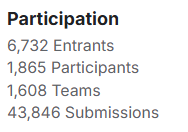 Participation
6,732 Entrants
1,865 Participants
1,608 Teams
43,846 Submissions